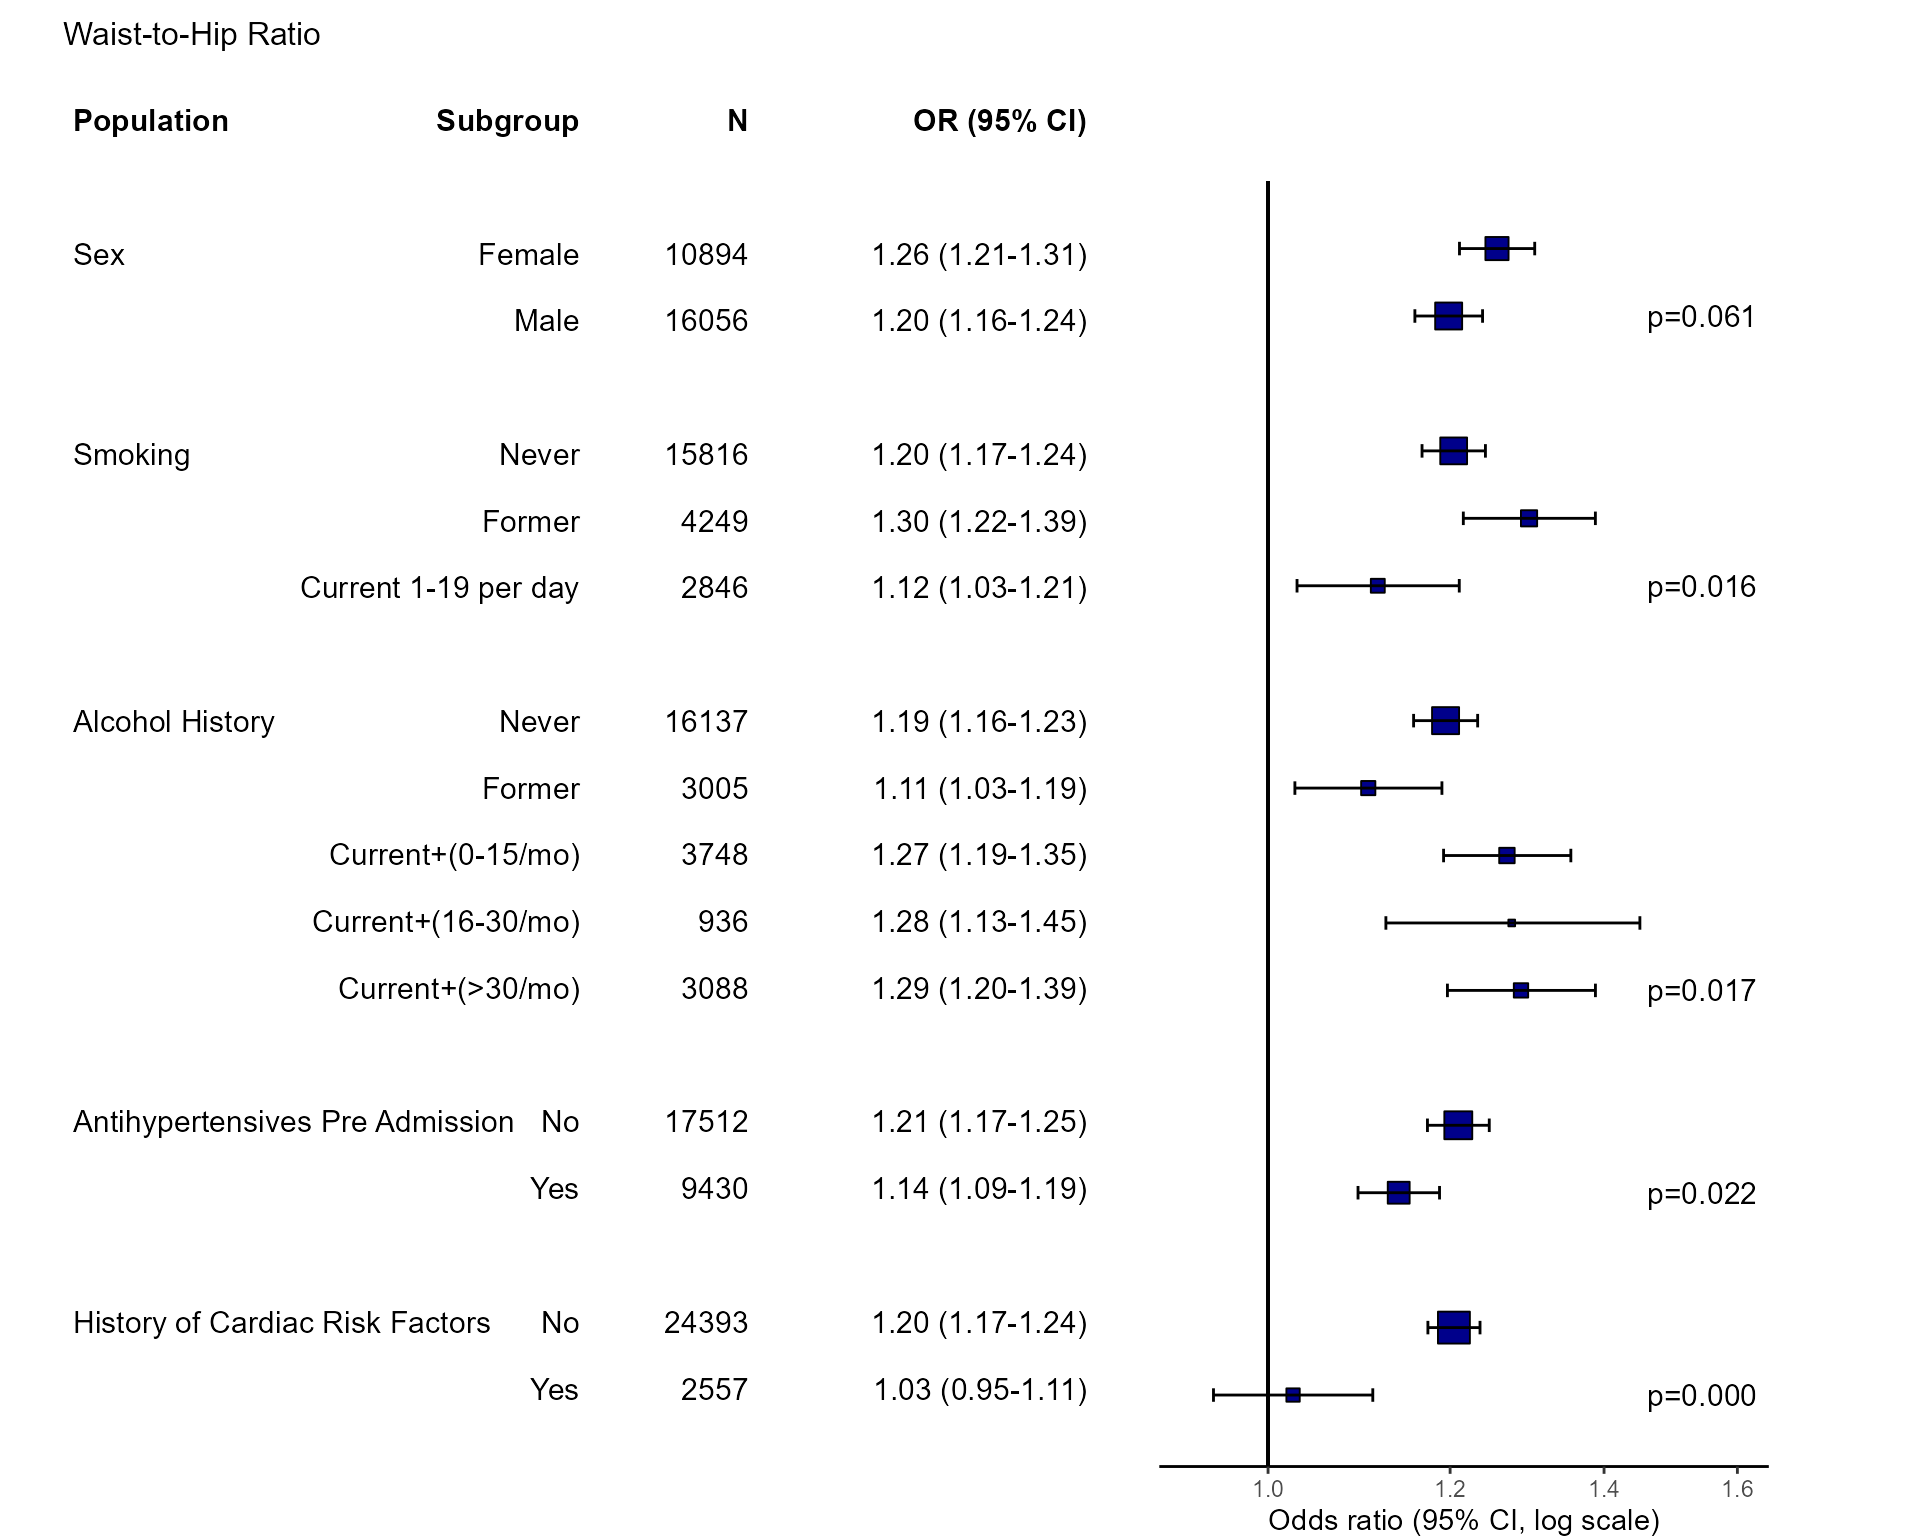 Waist-to-Hip Ratio
Population Subgroup N OR (95% CI)
Sex Female 10894 1.26 (1.21-1.31)
Male 16056 1.20 (1.16-1.24) p=0.061
Smoking Never 15816 1.20 (1.17-1.24)
Former 4249 1.30 (1.22-1.39)
Current 1-19 per day 2846 1.12 (1.03-1.21) p=0.016
Alcohol History Never 16137 1.19 (1.16-1.23)
Former 3005 1.11 (1.03-1.19)
Current+(0-15/mo) 3748 1.27 (1.19-1.35)
Current+(16-30/mo) 936 1.28 (1.13-1.45)
Current+(>30/mo) 3088 1.29 (1.20-1.39) p=0.017
Antihypertensives Pre Admission No 17512 1.21 (1.17-1.25)
Yes 9430 1.14 (1.09-1.19) p=0.022
History of Cardiac Risk Factors No 24393 1.20 (1.17-1.24)
Yes 2557 1.03 (0.95-1.11) p=0.000
1.0 1.2 1.4 1.6
Odds ratio (95% CI, log scale)